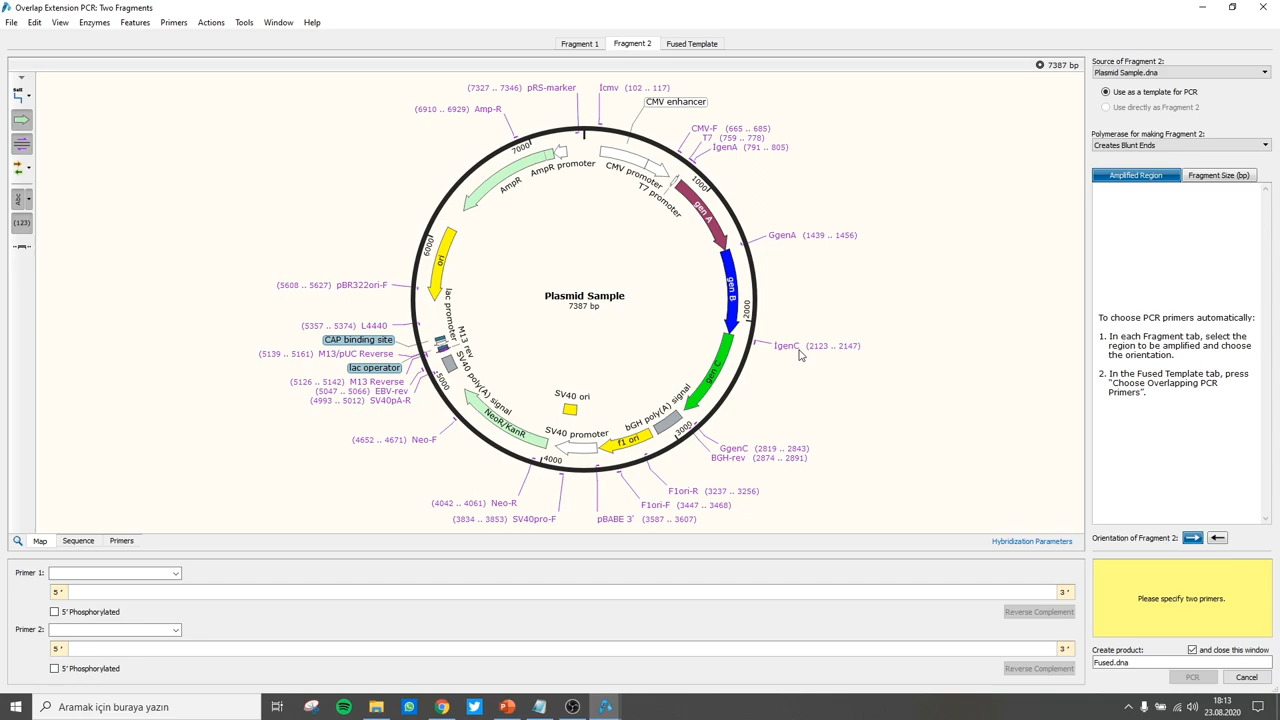 Overlap Extension PCR: Two Fragments
File Edit View Enzymes Features Primers Actions Tools Window Help
Fragment 1 Fragment 2 Fused Template
7387 bp
(7327 .. 7346) pRS-marker
Icmv (102 .. 117)
(6910 .. 6929) Amp-R
CMV enhancer
CMV-F (665 .. 685)
T7 (759 .. 778)
IgenA (791 .. 805)
7000
AmpR promoter
CMV promoter
T7 promoter
1000
AmpR
gen A
GgenA (1439 .. 1456)
6000
ori
gen B
(5608 .. 5627) pBR322ori-F
Plasmid Sample
7387 bp
2000
lac promoter
(5357 .. 5374) L4440
CAP binding site
M13 rev
IgenC (2123 .. 2147)
(5139 .. 5161) M13/pUC Reverse
lac operator
gen C
(5126 .. 5142) M13 Reverse
5000
(5047 .. 5066) EBV-rev
SV40 poly(A) signal
(4993 .. 5012) SV40pA-R
SV40 ori
bGH poly(A) signal
NeoR/KanR
(4652 .. 4671) Neo-F
SV40 promoter
f1 ori
3000
4000
GgenC (2819 .. 2843)
BGH-rev (2874 .. 2891)
F1ori-R (3237 .. 3256)
(4042 .. 4061) Neo-R
F1ori-F (3447 .. 3468)
(3834 .. 3853) SV40pro-F
pBABE 3' (3587 .. 3607)
Map Sequence Primers
Hybridization Parameters
Primer 1:
5' 3'
5' Phosphorylated Reverse Complement
Primer 2:
5' 3'
5' Phosphorylated Reverse Complement
Abc
(123)
Source of Fragment 2:
Plasmid Sample.dna
Use as a template for PCR
Use directly as Fragment 2
Polymerase for making Fragment 2:
Creates Blunt Ends
Amplified Region Fragment Size (bp)
To choose PCR primers automatically:
1. In each Fragment tab, select the
region to be amplified and choose
the orientation.
2. In the Fused Template tab, press
"Choose Overlapping PCR
Primers".
Orientation of Fragment 2:
Please specify two primers.
Create product: and close this window
Fused.dna
PCR Cancel
Aramak için buraya yazın
18:13
23.08.2020